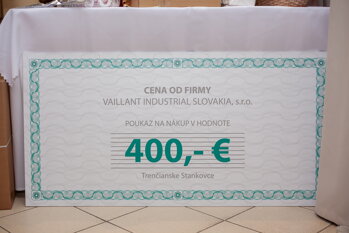 CENA OD FIRMY
VAILLANT INDUSTRIAL SLOVAKIA, s.r.o.
POUKAZ NA NÁKUP V HODNOTE
400,- €
Trenčianske Stankovce